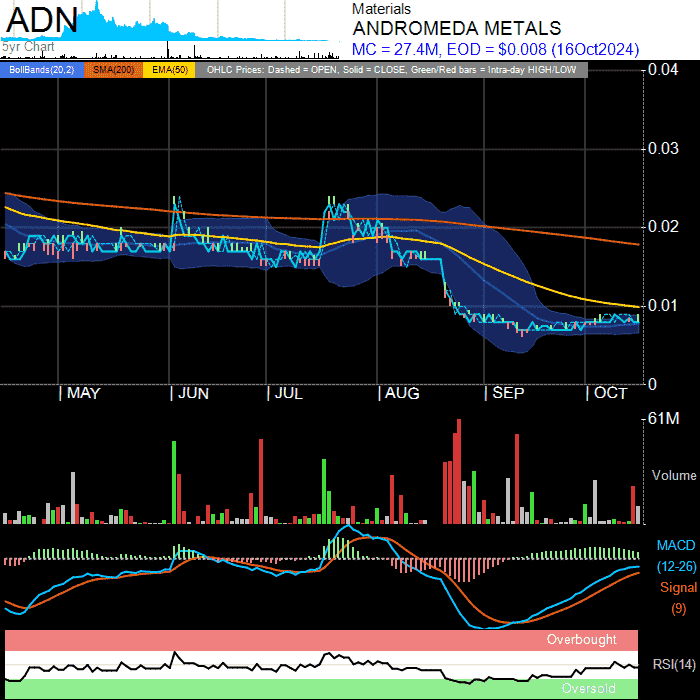 ADN
5yr Chart
Materials
ANDROMEDA METALS
MC = 27.4M, EOD = $0.008 (16Oct2024)
BollBands(20,2) SMA(200) EMA(50) OHLC Prices: Dashed = OPEN, Solid = CLOSE, Green/Red bars = Intra-day HIGH/LOW
0.04
0.03
0.02
0.01
0
| MAY | JUN | JUL | AUG | SEP | OCT
61M
Volume
MACD
(12-26)
Signal
(9)
Overbought
RSI(14)
Oversold